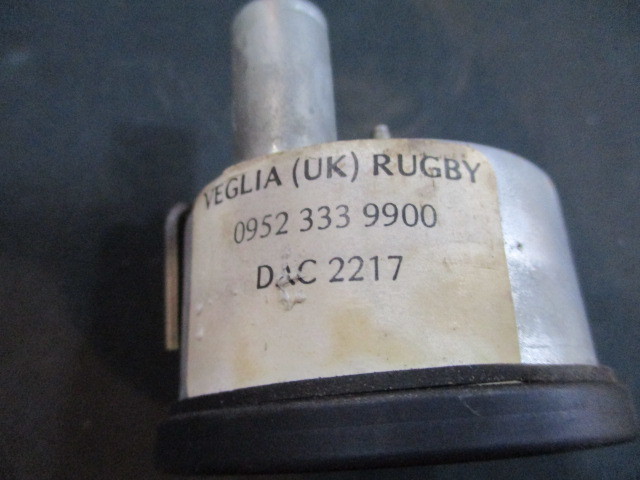 VEGLIA (UK) RUGBY
0952 333 9900
DAC 2217